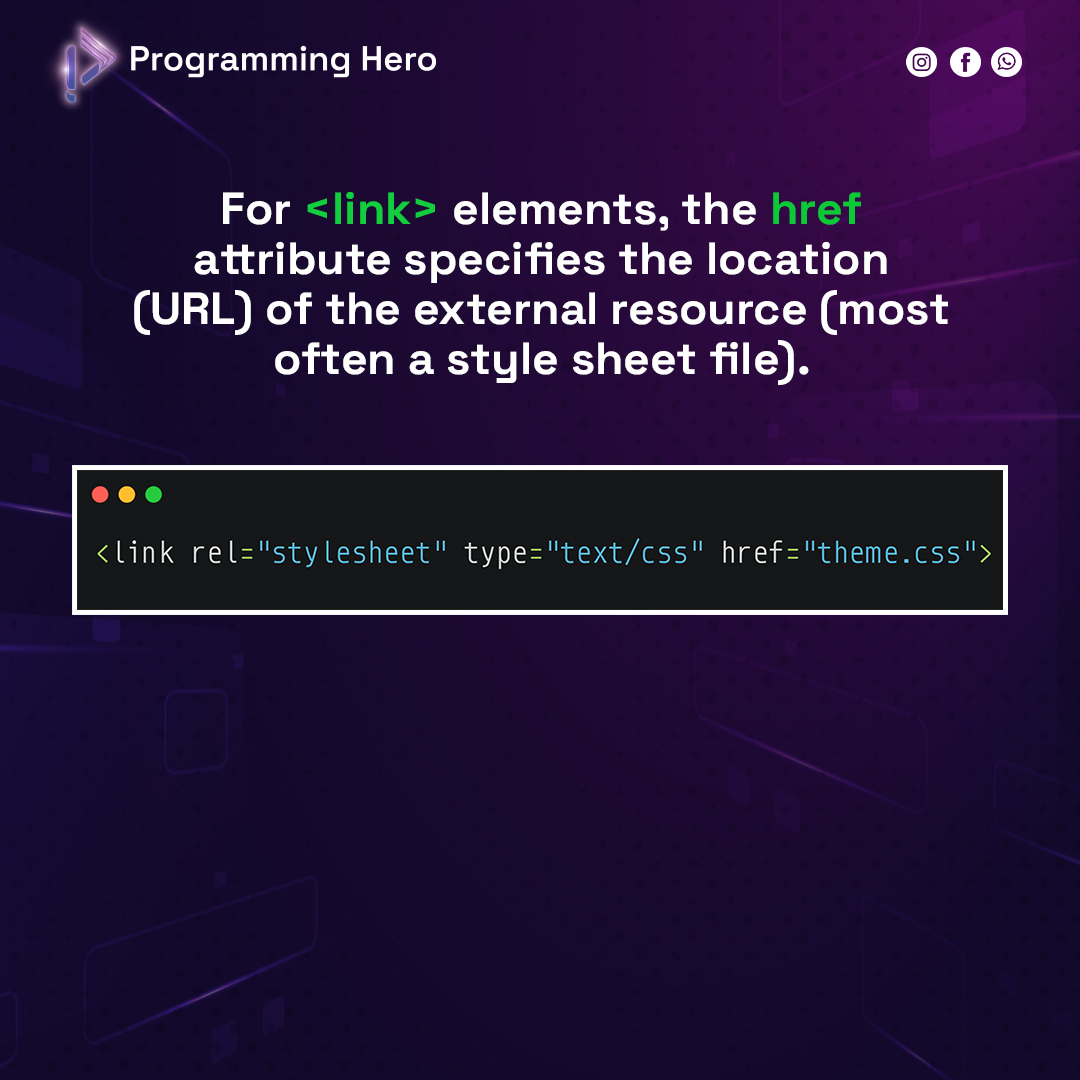 Programming Hero
For <link> elements, the href
attribute specifies the location
(URL) of the external resource (most
often a style sheet file).
<link rel="stylesheet" type="text/css" href="theme.css">